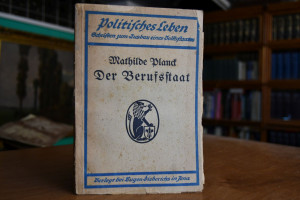 Politisches Leben
Schriften zum Ausbau eines Volksstaates
Mathilde Planck
Der Berufsstaat
Verlegt bei Eugen Diederichs in Jena